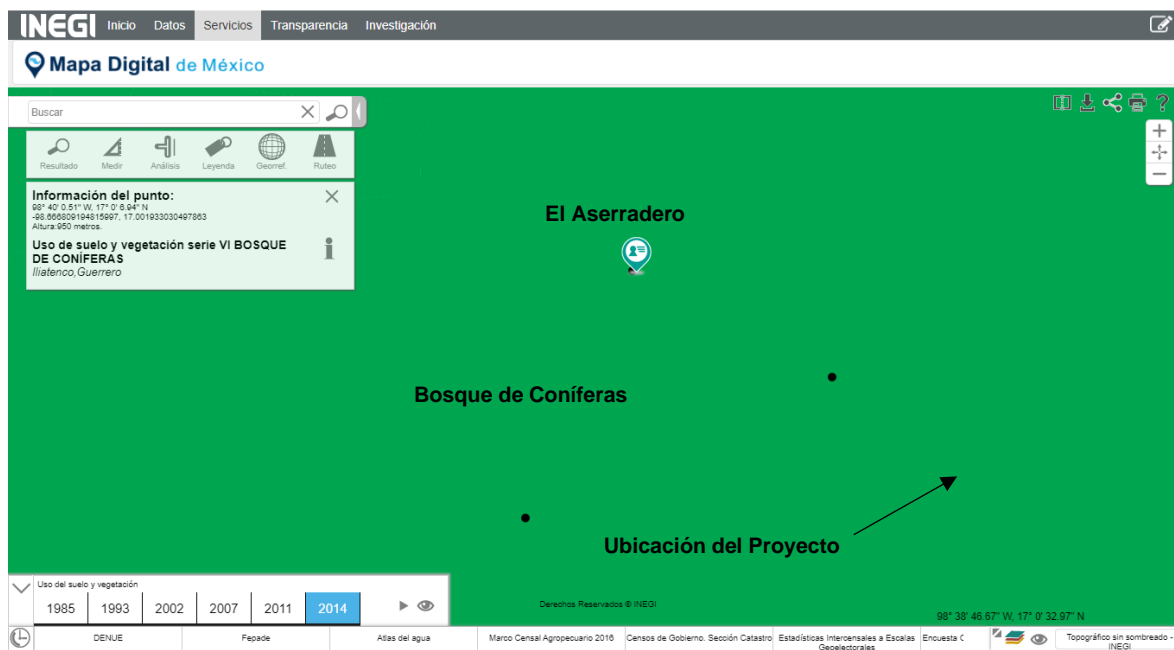 INEGI Inicio Datos Servicios Transparencia Investigación
Mapa Digital de México
Buscar
Resultado Medir Análisis Leyenda Georref. Ruteo
Información del punto:
98° 40' 0.51" W, 17° 0' 6.94" N
-98.666809194815997, 17.001933030497863
Altura:950 metros.
Uso de suelo y vegetación serie VI BOSQUE
DE CONÍFERAS
Iliatenco,Guerrero
El Aserradero
Bosque de Coníferas
Ubicación del Proyecto
Uso del suelo y vegetación
1985 1993 2002 2007 2011 2014
Derechos Reservados ® INEGI
98° 38' 46.67" W, 17° 0' 32.97" N
DENUE Fepade Atlas del agua Marco Censal Agropecuario 2016 Censos de Gobierno. Sección Catastro Estadísticas Intercensales a Escalas Geoelectorales Encuesta (
Topográfico sin sombreado - INEGI